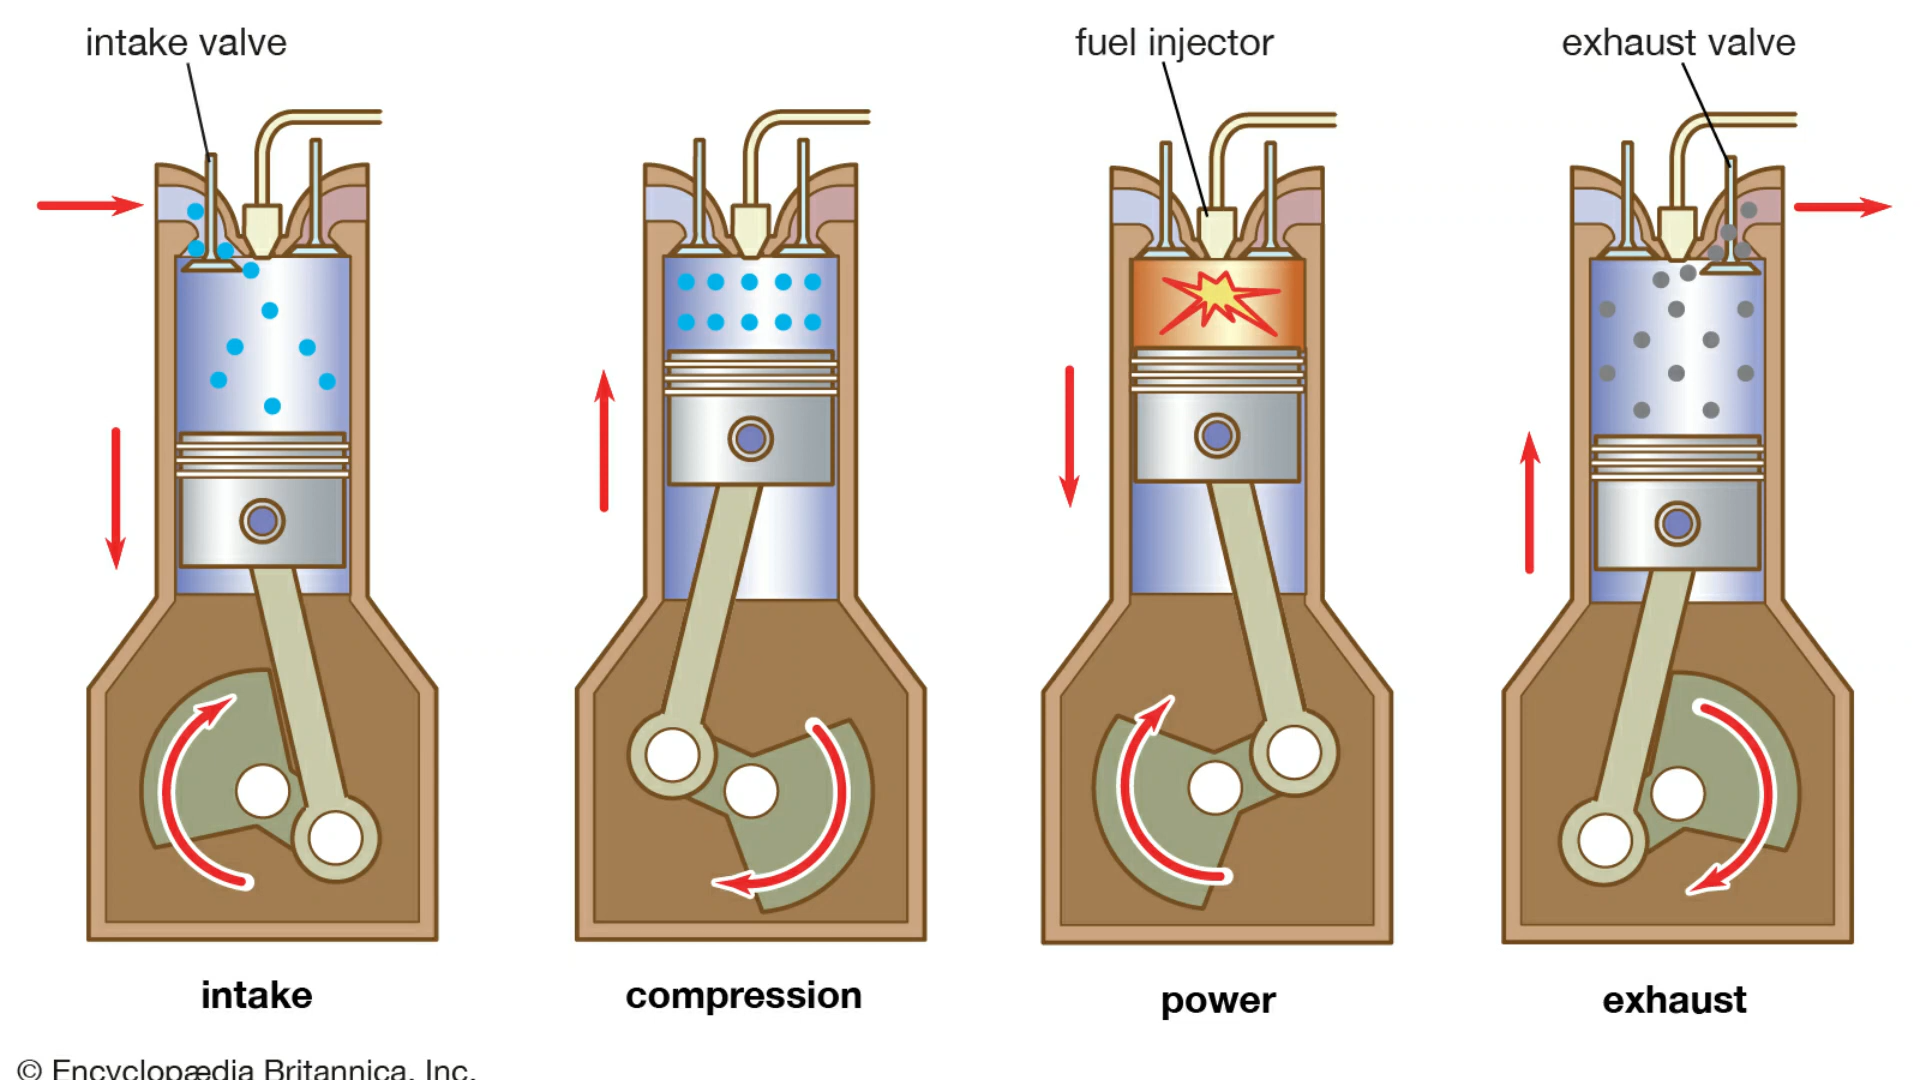 intake valve
fuel injector
exhaust valve
intake
compression
power
exhaust
© Encyclopædia Britannica, Inc.